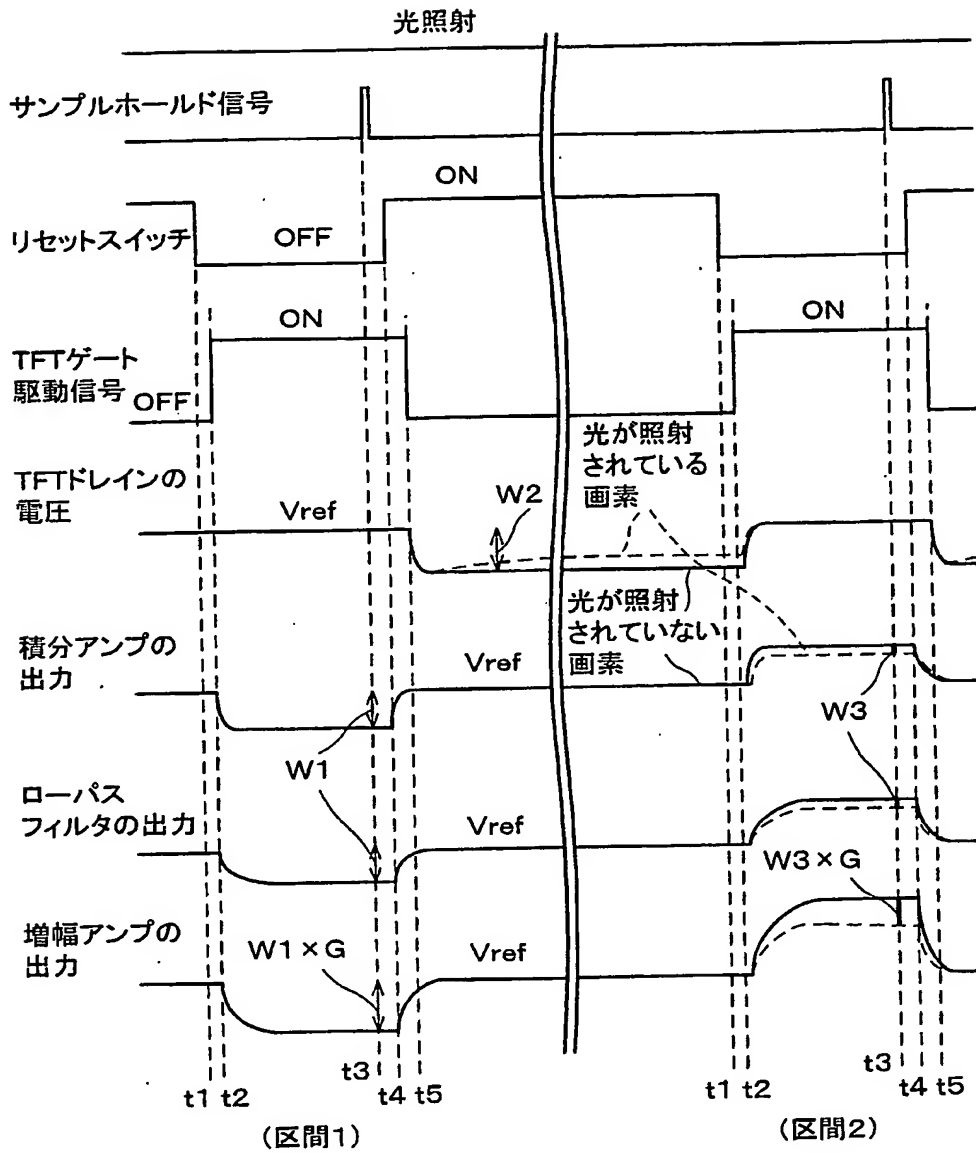 光照射
サンプルホールド信号
ON
リセットスイッチ
OFF
ON
ON
TFTゲート
駆動信号
OFF
光が照射
されている
画素
TFTドレインの
電圧
Vref
W2
光が照射
されていない
画素
積分アンプの
出力
Vref
W3
W1
ローパス
フィルタの出力
Vref
W3×G
増幅アンプの
出力
W1×G
Vref
t3
t3
t1 t2
t4 t5
t1 t2
t4 t5
(区間1)
(区間2)